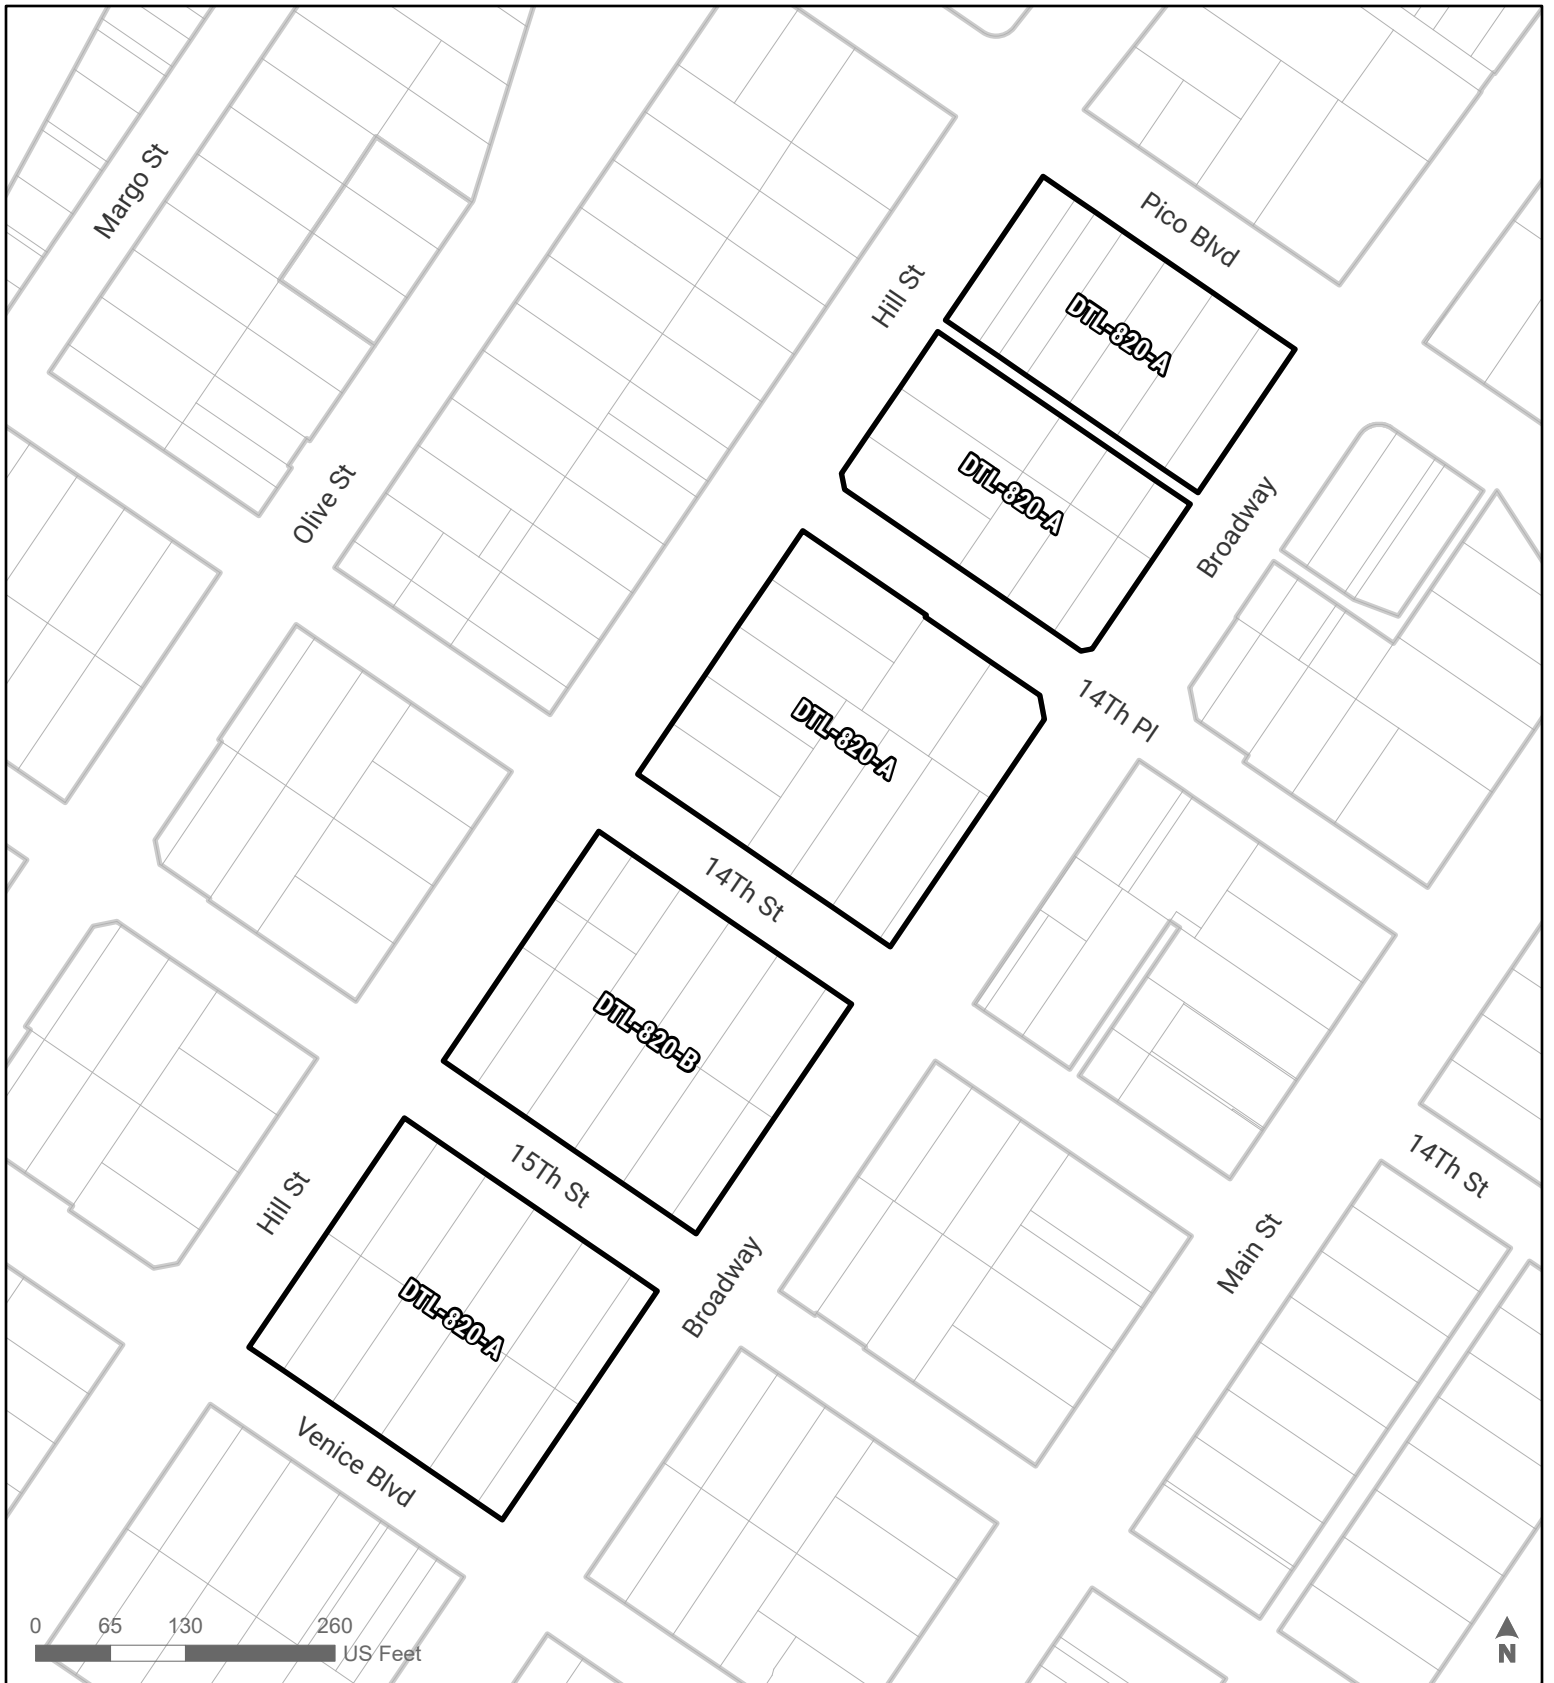 Margo St
Pico Blvd
Hill St
DTL-820-A
DTL-820-A
Olive St
Broadway
14Th Pl
DTL-820-A
14Th St
DTL-820-B
14Th St
15Th St
Hill St
Main St
Broadway
DTL-820-A
Venice Blvd
0 65 130 260
US Feet
N